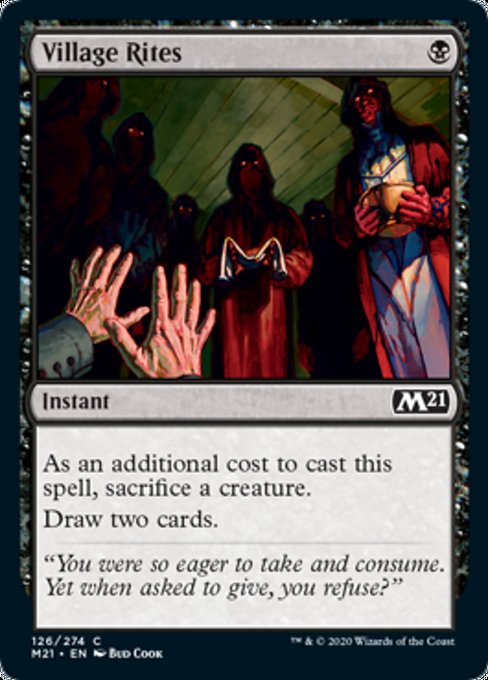 Village Rites
Instant
M21
As an additional cost to cast this
spell, sacrifice a creature.
Draw two cards.
“You were so eager to take and consume.
Yet when asked to give, you refuse?”
126/274 C
M21 • EN Bud Cook
™ & © 2020 Wizards of the Coast